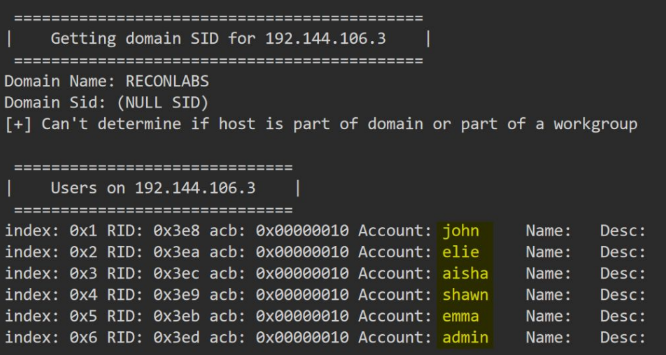 =============================================
|    Getting domain SID for 192.144.106.3    |
=============================================
Domain Name: RECONLABS
Domain Sid: (NULL SID)
[+] Can't determine if host is part of domain or part of a workgroup
==============================
|    Users on 192.144.106.3    |
==============================
index: 0x1 RID: 0x3e8 acb: 0x00000010 Account: john Name: Desc:
index: 0x2 RID: 0x3ea acb: 0x00000010 Account: elie Name: Desc:
index: 0x3 RID: 0x3ec acb: 0x00000010 Account: aisha Name: Desc:
index: 0x4 RID: 0x3e9 acb: 0x00000010 Account: shawn Name: Desc:
index: 0x5 RID: 0x3eb acb: 0x00000010 Account: emma Name: Desc:
index: 0x6 RID: 0x3ed acb: 0x00000010 Account: admin Name: Desc: